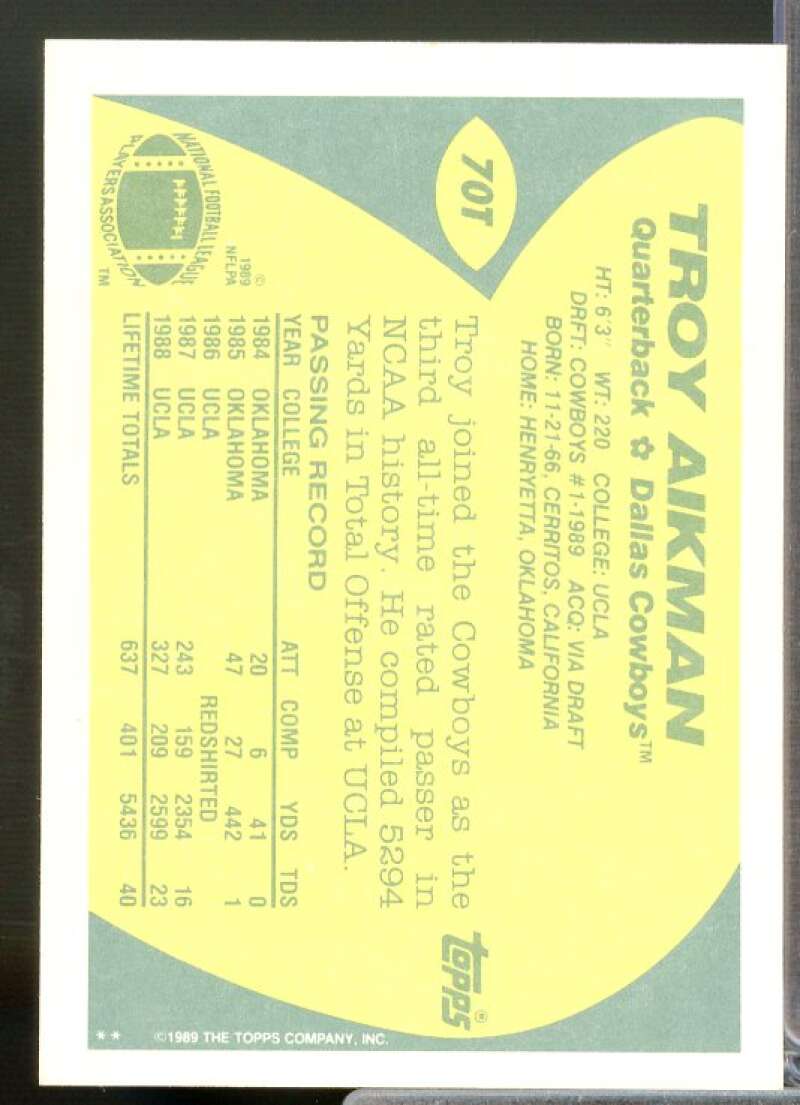 70T
TROY AIKMAN
Quarterback ✿ Dallas Cowboys™
HT: 6'3" WT: 220 COLLEGE: UCLA
DRFT: COWBOYS #1-1989 ACQ: VIA DRAFT
BORN: 11-21-66, CERRITOS, CALIFORNIA
HOME: HENRYETTA, OKLAHOMA
Troy joined the Cowboys as the
third all-time rated passer in
NCAA history. He compiled 5294
Yards in Total Offense at UCLA.
PASSING RECORD
YEAR COLLEGE ATT COMP YDS TDS
1984 OKLAHOMA 20 6 41 0
1985 OKLAHOMA 47 27 442 1
1986 UCLA REDSHIRTED
1987 UCLA 243 159 2354 16
1988 UCLA 327 209 2599 23
LIFETIME TOTALS 637 401 5436 40
NATIONAL FOOTBALL LEAGUE
PLAYERS ASSOCIATION
™
©
1989
NFLPA
topps®
** ©1989 THE TOPPS COMPANY, INC.